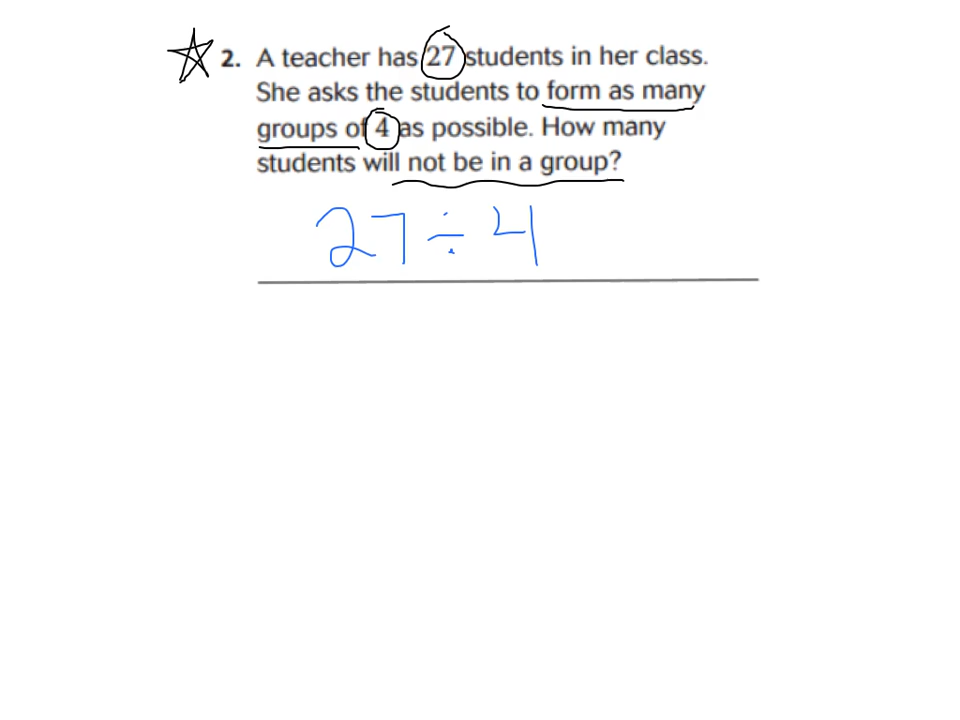 2. A teacher has 27 students in her class.
She asks the students to form as many
groups of 4 as possible. How many
students will not be in a group?
27 ÷ 4